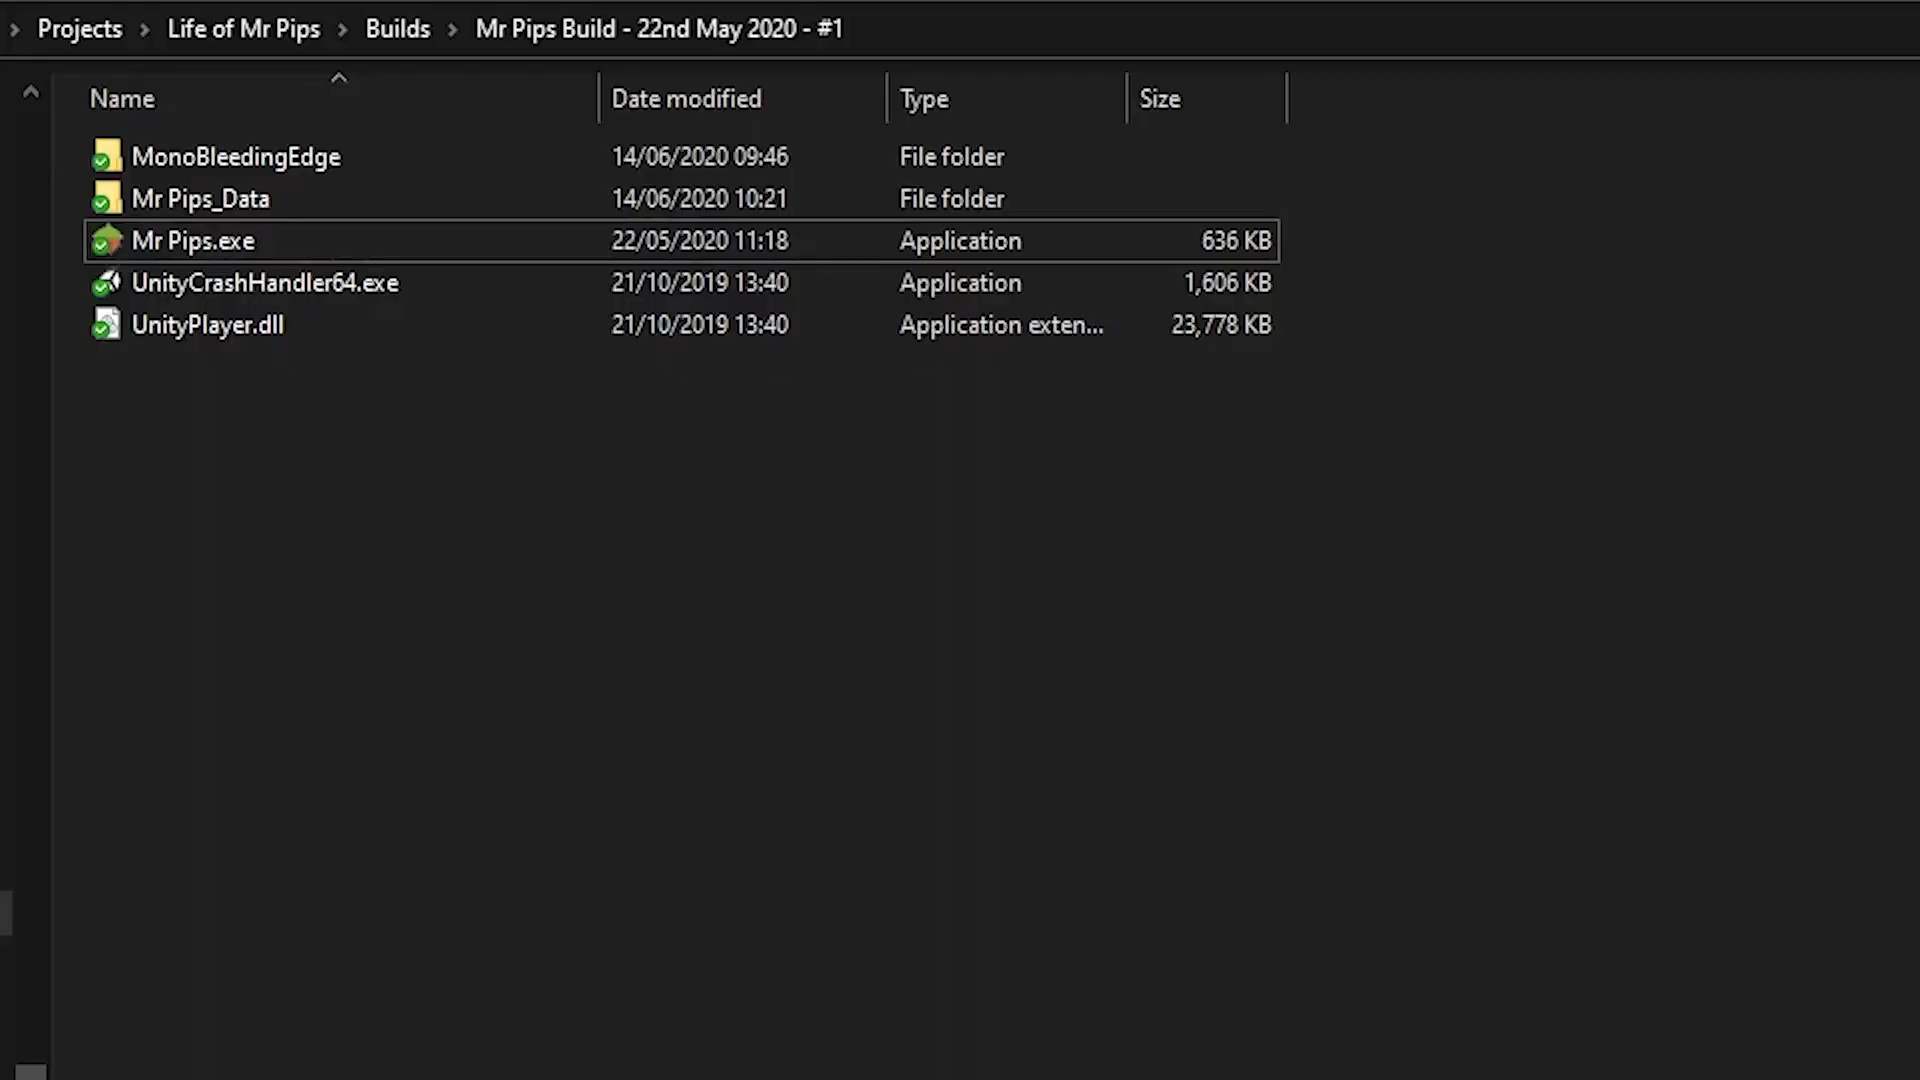 Projects > Life of Mr Pips > Builds > Mr Pips Build - 22nd May 2020 - #1
Name Date modified Type Size
MonoBleedingEdge 14/06/2020 09:46 File folder
Mr Pips_Data 14/06/2020 10:21 File folder
Mr Pips.exe 22/05/2020 11:18 Application 636 KB
UnityCrashHandler64.exe 21/10/2019 13:40 Application 1,606 KB
UnityPlayer.dll 21/10/2019 13:40 Application exten... 23,778 KB